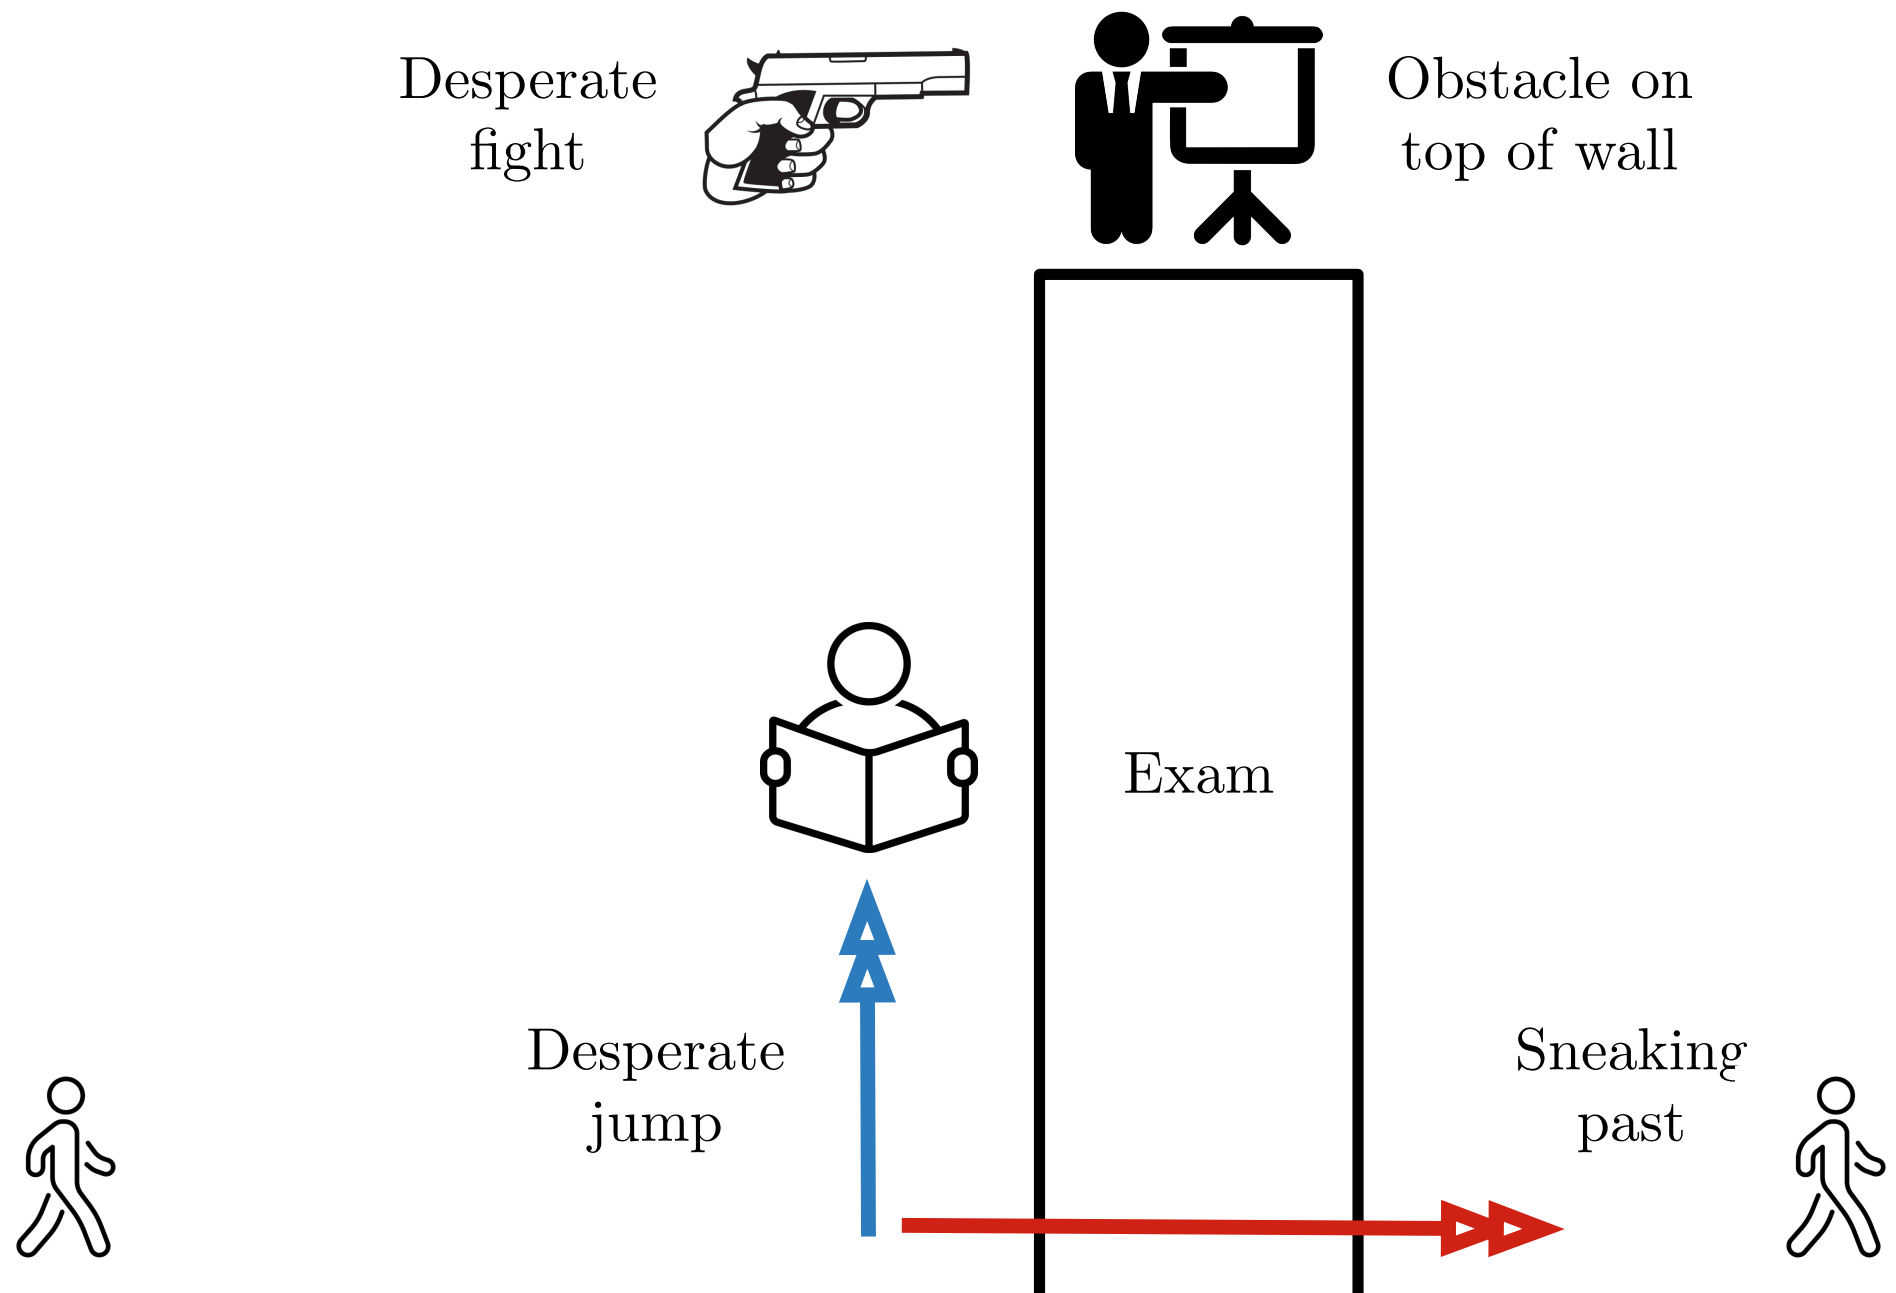 Desperate
fight
Obstacle on
top of wall
Exam
Desperate
jump
Sneaking
past